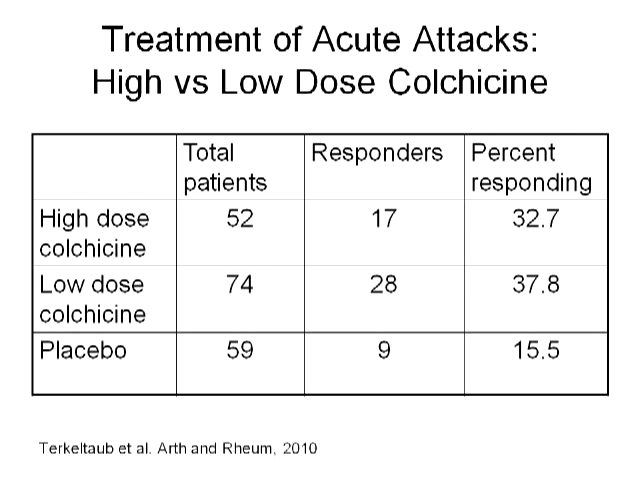 Treatment of Acute Attacks:
High vs Low Dose Colchicine
Total patients Responders Percent responding
High dose colchicine 52 17 32.7
Low dose colchicine 74 28 37.8
Placebo 59 9 15.5
Terkeltaub et al. Arth and Rheum, 2010